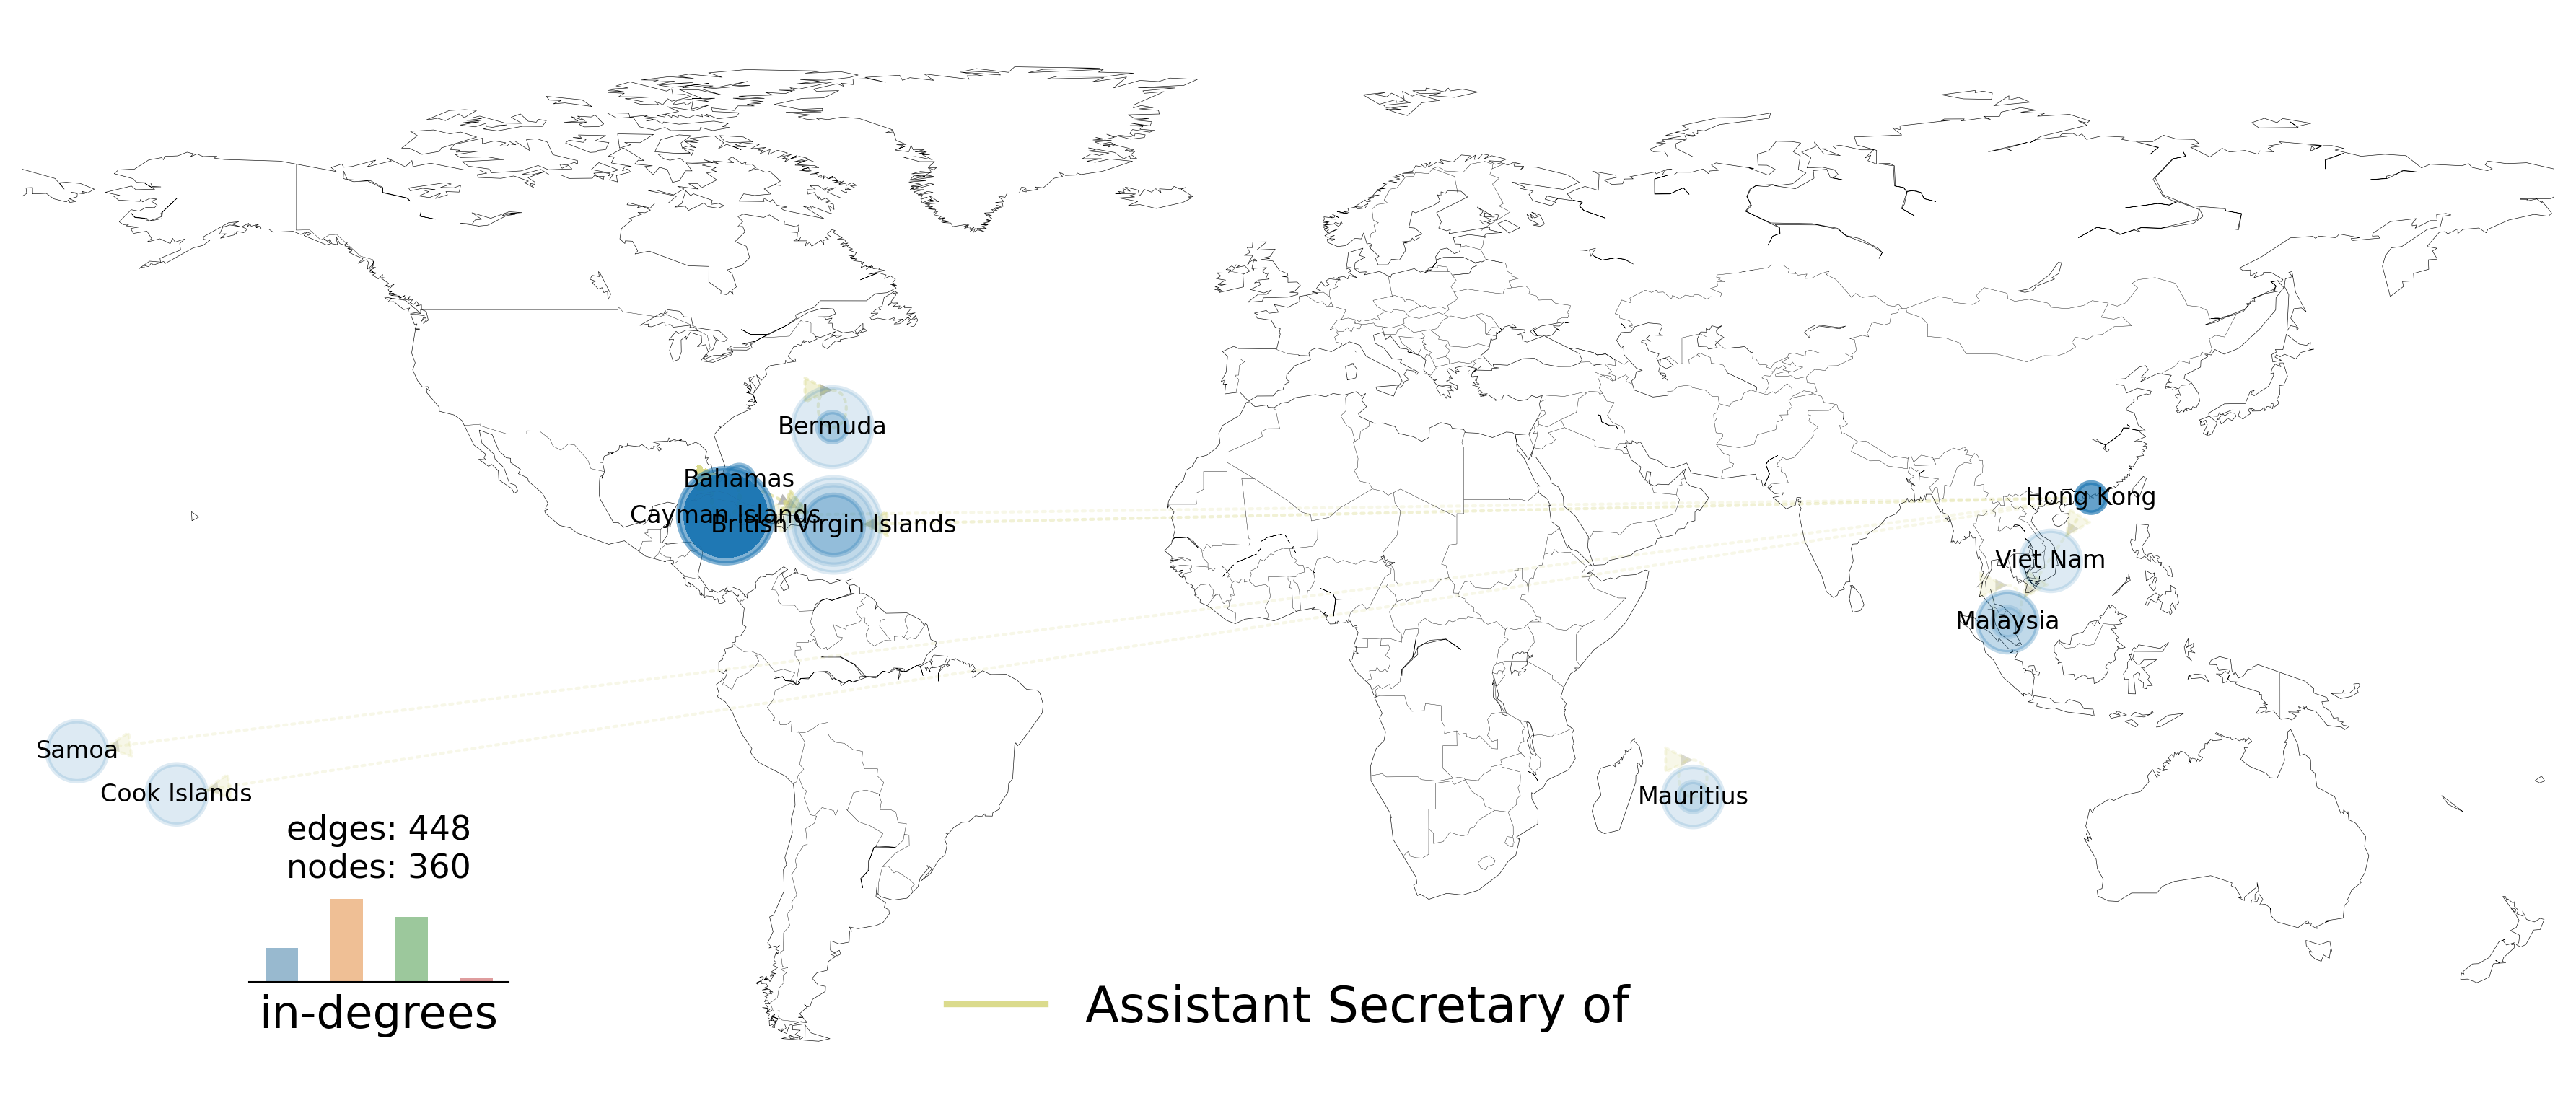 Bermuda
Bahamas
Cayman Islands
British Virgin Islands
Hong Kong
Viet Nam
Malaysia
Samoa
Cook Islands
Mauritius
edges: 448
nodes: 360
in-degrees
Assistant Secretary of